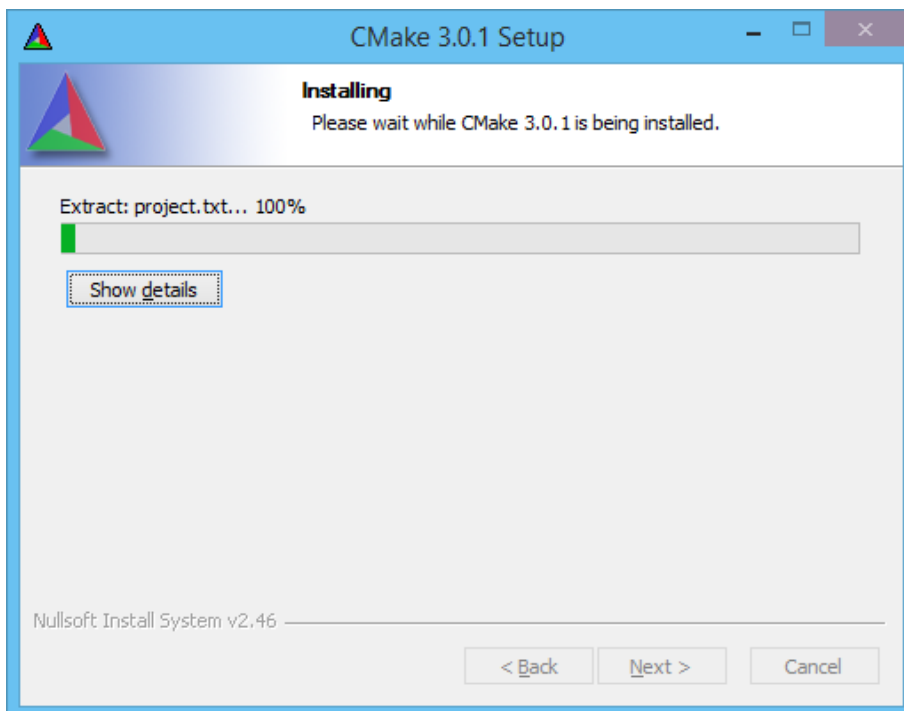 CMake 3.0.1 Setup
Installing
Please wait while CMake 3.0.1 is being installed.
Extract: project.txt... 100%
Show details
Nullsoft Install System v2.46
< Back Next > Cancel